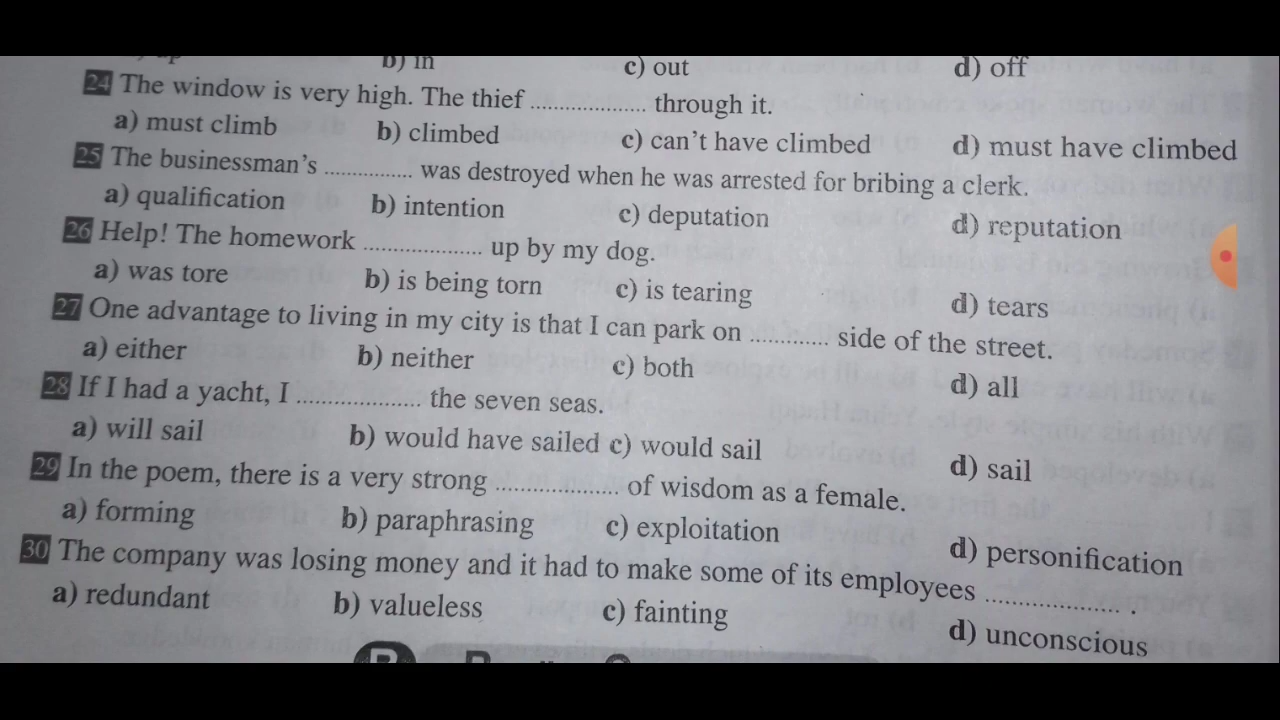 b) in c) out d) off
24 The window is very high. The thief .................... through it.
a) must climb b) climbed c) can't have climbed d) must have climbed
25 The businessman's ............... was destroyed when he was arrested for bribing a clerk.
a) qualification b) intention c) deputation d) reputation
26 Help! The homework .................... up by my dog.
a) was tore b) is being torn c) is tearing d) tears
27 One advantage to living in my city is that I can park on ............. side of the street.
a) either b) neither c) both d) all
28 If I had a yacht, I ..................... the seven seas.
a) will sail b) would have sailed c) would sail d) sail
29 In the poem, there is a very strong ..................... of wisdom as a female.
a) forming b) paraphrasing c) exploitation d) personification
30 The company was losing money and it had to make some of its employees ....................... .
a) redundant b) valueless c) fainting d) unconscious